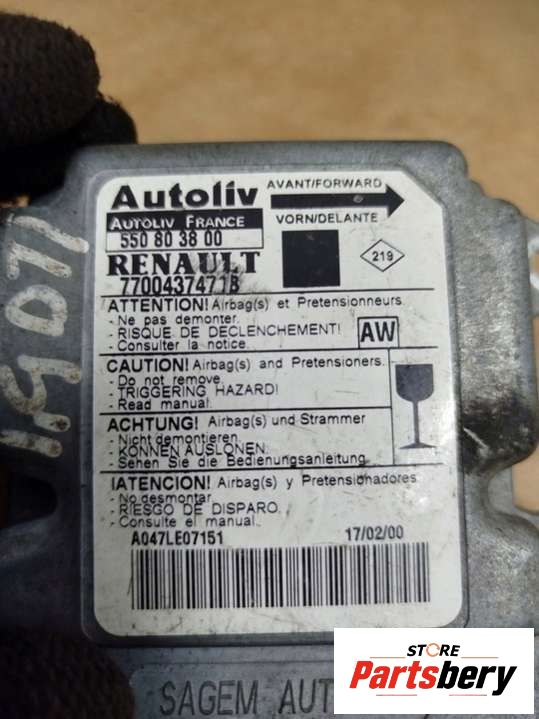 Autoliv
AUTOLIV FRANCE
550 80 38 00
RENAULT
7700437471B
AVANT/FORWARD
VORN/DELANTE
219
ATTENTION! Airbag(s) et Pretensionneurs
- Ne pas demonter.
- RISQUE DE DECLENCHEMENT!
- Consulter la notice.
AW
CAUTION! Airbag(s) and Pretensioners.
- Do not remove.
- TRIGGERING HAZARD!
- Read manual.
ACHTUNG! Airbag(s) und Strammer
- Nicht demontieren.
- KONNEN AUSLONEN.
- Sehen Sie die Bedienungsanleitung
¡ATENCION! Airbag(s) y Pretensionadores
- No desmontar.
- RIESGO DE DISPARO.
- Consulte el manual.
A047LE07151
17/02/00
SAGEM AUT
STORE
Partsbery